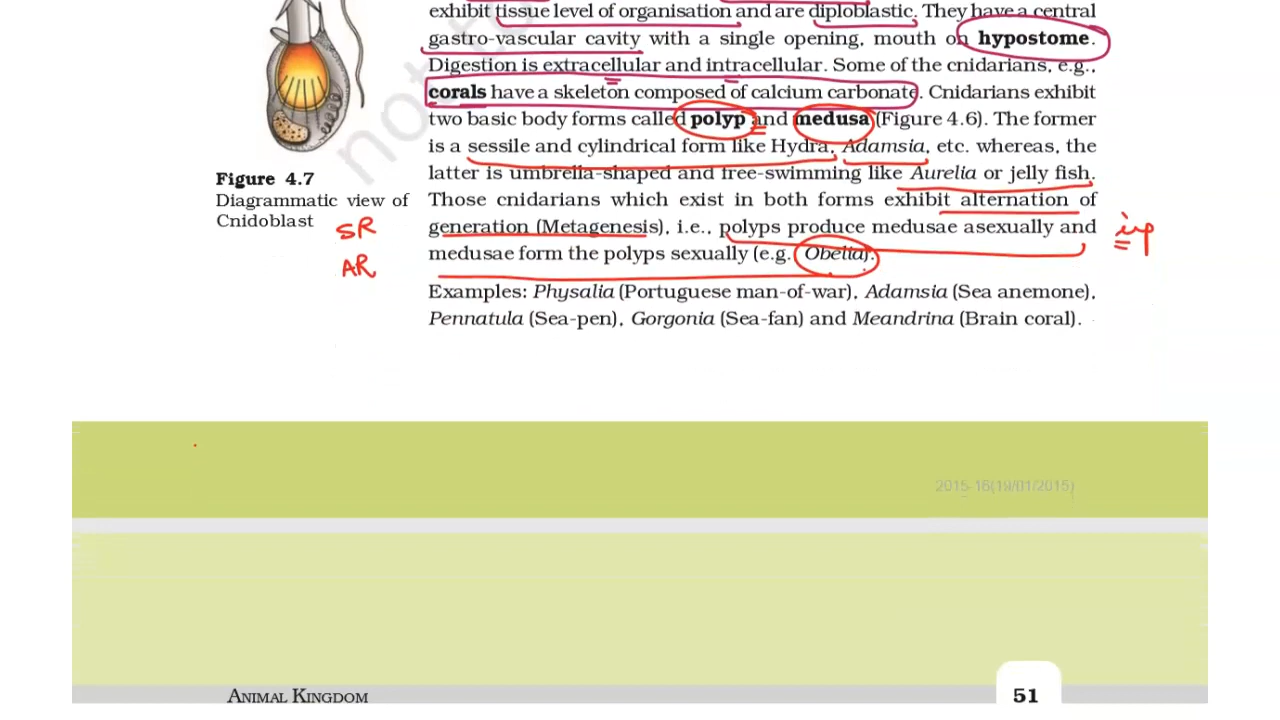 exhibit tissue level of organisation and are diploblastic. They have a central
gastro-vascular cavity with a single opening, mouth on hypostome.
Digestion is extracellular and intracellular. Some of the cnidarians, e.g.,
corals have a skeleton composed of calcium carbonate. Cnidarians exhibit
two basic body forms called polyp and medusa (Figure 4.6). The former
is a sessile and cylindrical form like Hydra, Adamsia, etc. whereas, the
latter is umbrella-shaped and free-swimming like Aurelia or jelly fish.
Those cnidarians which exist in both forms exhibit alternation of
generation (Metagenesis), i.e., polyps produce medusae asexually and
medusae form the polyps sexually (e.g. Obelia).
Examples: Physalia (Portuguese man-of-war), Adamsia (Sea anemone),
Pennatula (Sea-pen), Gorgonia (Sea-fan) and Meandrina (Brain coral).
Figure 4.7
Diagrammatic view of
Cnidoblast
SR
AR
imp
not to
2015-16(19/01/2015)
ANIMAL KINGDOM
51